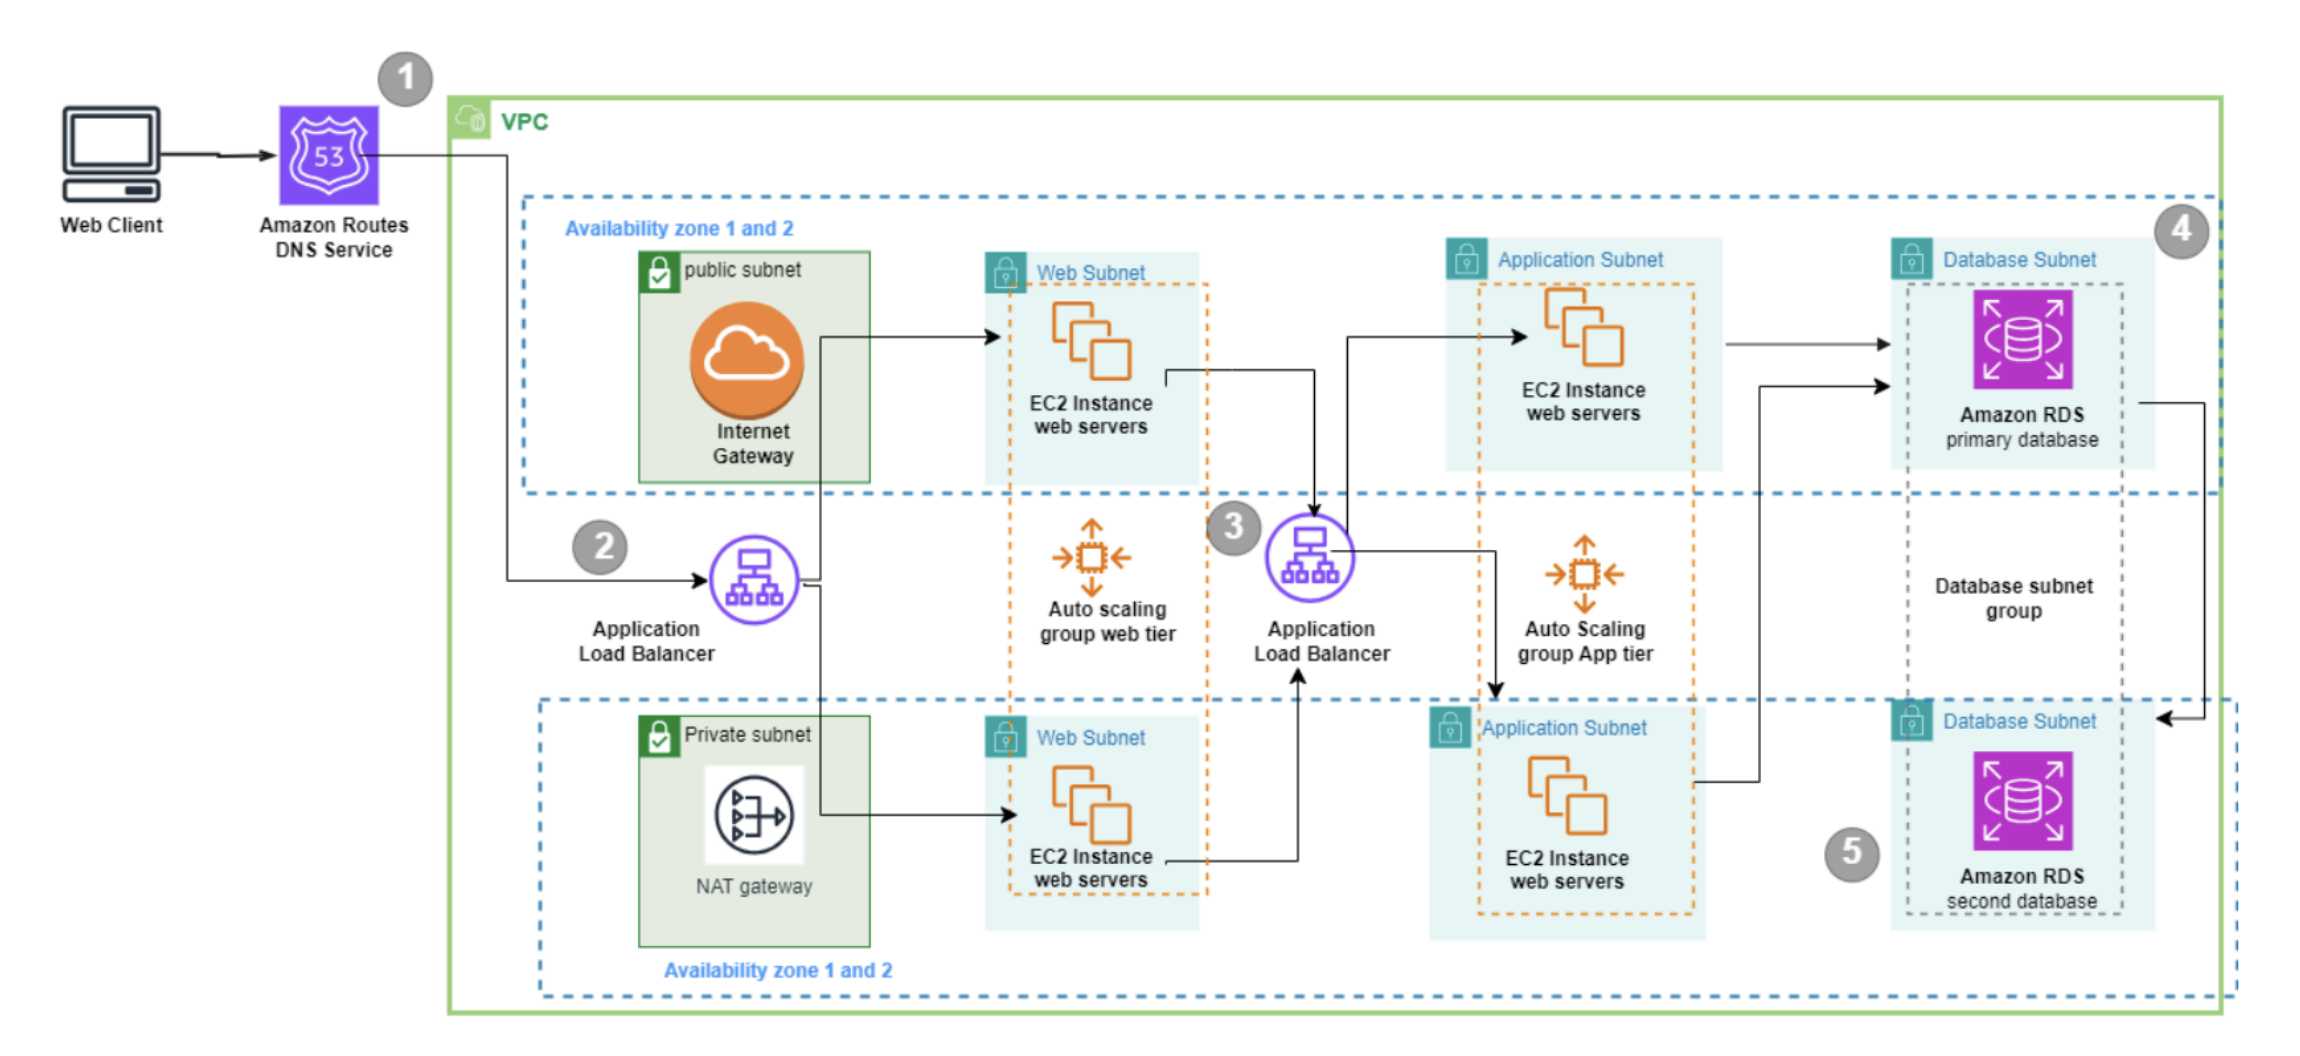 1
VPC
53
Web Client
Amazon Routes
DNS Service
Availability zone 1 and 2
4
public subnet
Internet
Gateway
Web Subnet
EC2 Instance
web servers
Application Subnet
EC2 Instance
web servers
Database Subnet
Amazon RDS
primary database
2
Application
Load Balancer
Auto scaling
group web tier
3
Application
Load Balancer
Auto Scaling
group App tier
Database subnet
group
Private subnet
NAT gateway
Web Subnet
EC2 Instance
web servers
Application Subnet
EC2 Instance
web servers
Database Subnet
5
Amazon RDS
second database
Availability zone 1 and 2